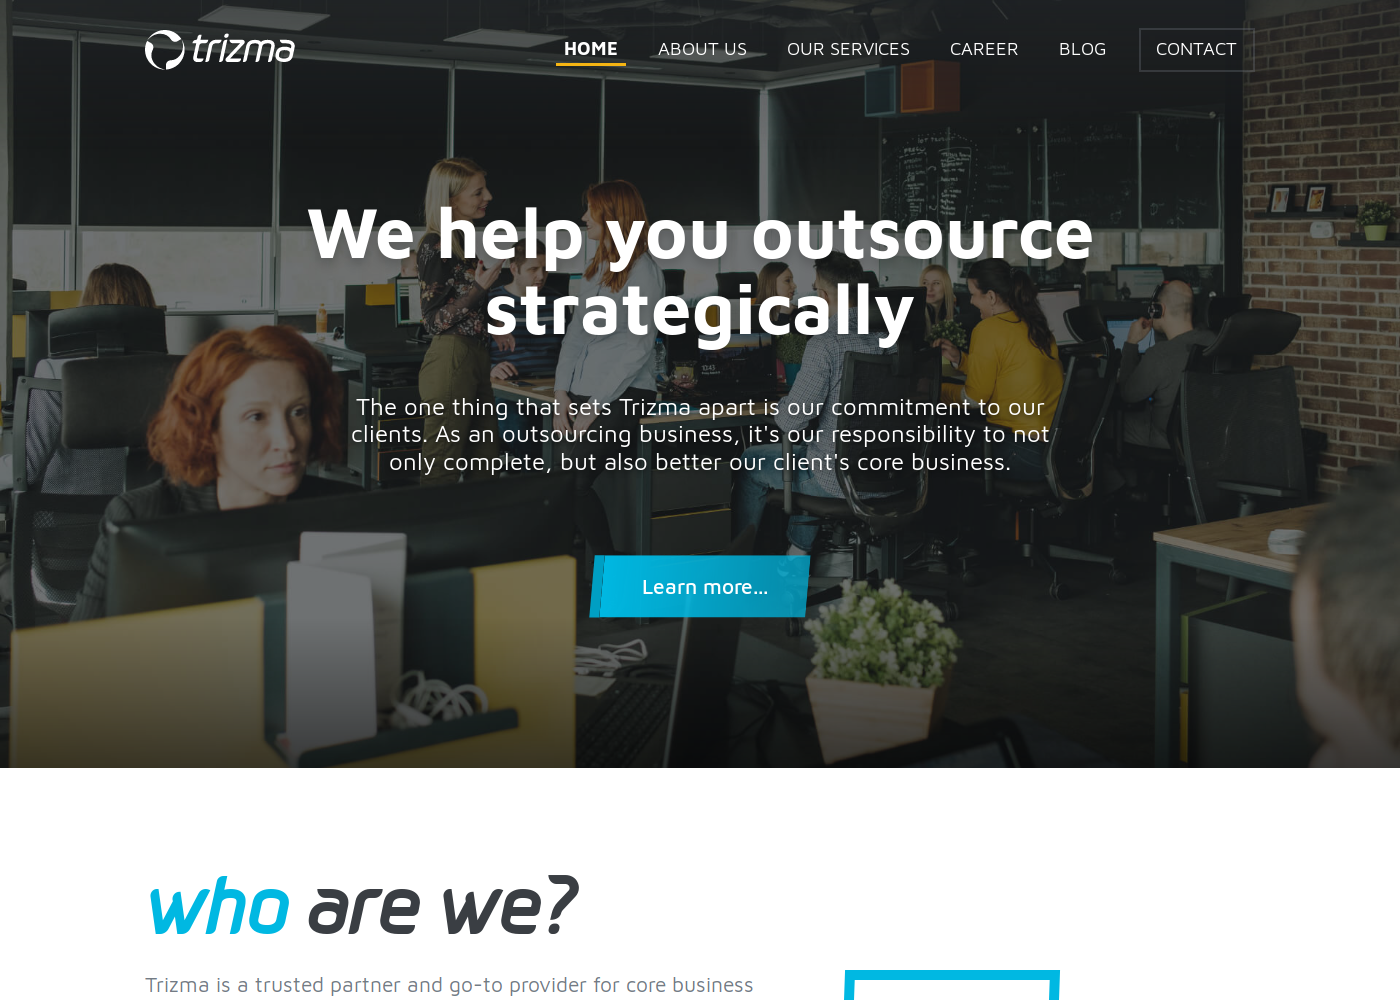 trizma
HOME ABOUT US OUR SERVICES CAREER BLOG CONTACT
We help you outsource
strategically
The one thing that sets Trizma apart is our commitment to our
clients. As an outsourcing business, it's our responsibility to not
only complete, but also better our client's core business.
Learn more...
who are we?
Trizma is a trusted partner and go-to provider for core business